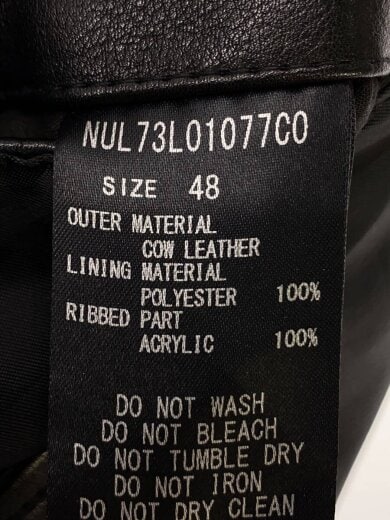 NUL73L01077CO
SIZE 48
OUTER MATERIAL
COW LEATHER
LINING MATERIAL
POLYESTER 100%
RIBBED PART
ACRYLIC 100%
DO NOT WASH
DO NOT BLEACH
DO NOT TUMBLE DRY
DO NOT IRON
DO NOT DRY CLEAN